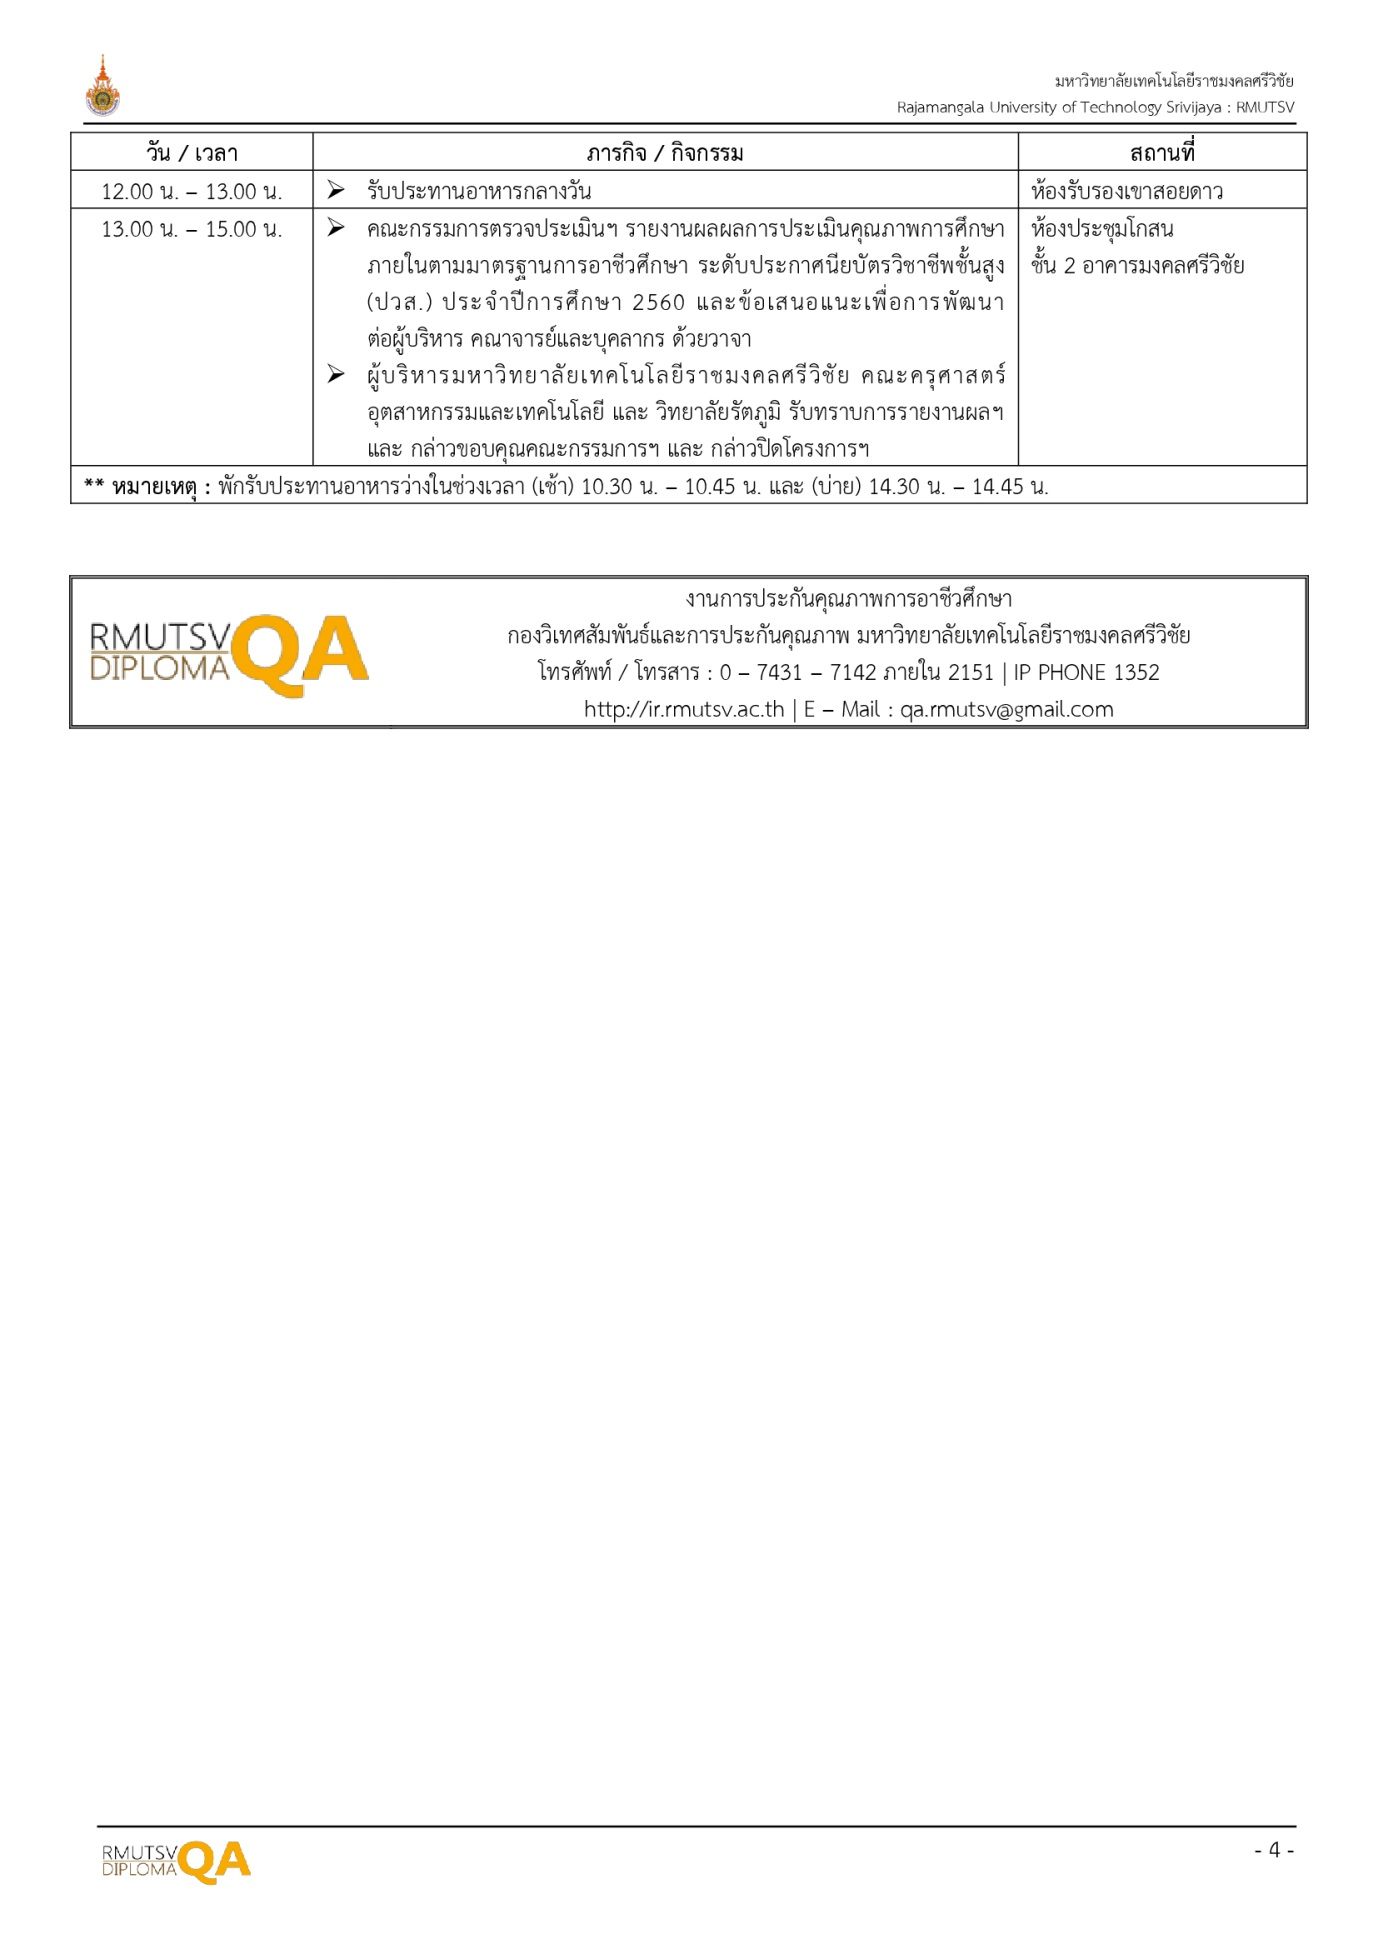 มหาวิทยาลัยเทคโนโลยีราชมงคลศรีวิชัย
Rajamangala University of Technology Srivijaya : RMUTSV
วัน / เวลา ภารกิจ / กิจกรรม สถานที่
12.00 น. – 13.00 น. ➢ รับประทานอาหารกลางวัน ห้องรับรองเขาสอยดาว
13.00 น. – 15.00 น. ➢ คณะกรรมการตรวจประเมินฯ รายงานผลผลการประเมินคุณภาพการศึกษา ห้องประชุมโกสน
ภายในตามมาตรฐานการอาชีวศึกษา ระดับประกาศนียบัตรวิชาชีพชั้นสูง ชั้น 2 อาคารมงคลศรีวิชัย
(ปวส.) ประจำปีการศึกษา 2560 และข้อเสนอแนะเพื่อการพัฒนา
ต่อผู้บริหาร คณาจารย์และบุคลากร ด้วยวาจา
➢ ผู้บริหารมหาวิทยาลัยเทคโนโลยีราชมงคลศรีวิชัย คณะครุศาสตร์
อุตสาหกรรมและเทคโนโลยี และ วิทยาลัยรัตภูมิ รับทราบการรายงานผลฯ
และ กล่าวขอบคุณคณะกรรมการฯ และ กล่าวปิดโครงการฯ
** หมายเหตุ : พักรับประทานอาหารว่างในช่วงเวลา (เช้า) 10.30 น. – 10.45 น. และ (บ่าย) 14.30 น. – 14.45 น.
RMUTSV DIPLOMA QA
งานการประกันคุณภาพการอาชีวศึกษา
กองวิเทศสัมพันธ์และการประกันคุณภาพ มหาวิทยาลัยเทคโนโลยีราชมงคลศรีวิชัย
โทรศัพท์ / โทรสาร : 0 – 7431 – 7142 ภายใน 2151 | IP PHONE 1352
http://ir.rmutsv.ac.th | E – Mail : qa.rmutsv@gmail.com
RMUTSV DIPLOMA QA
- 4 -